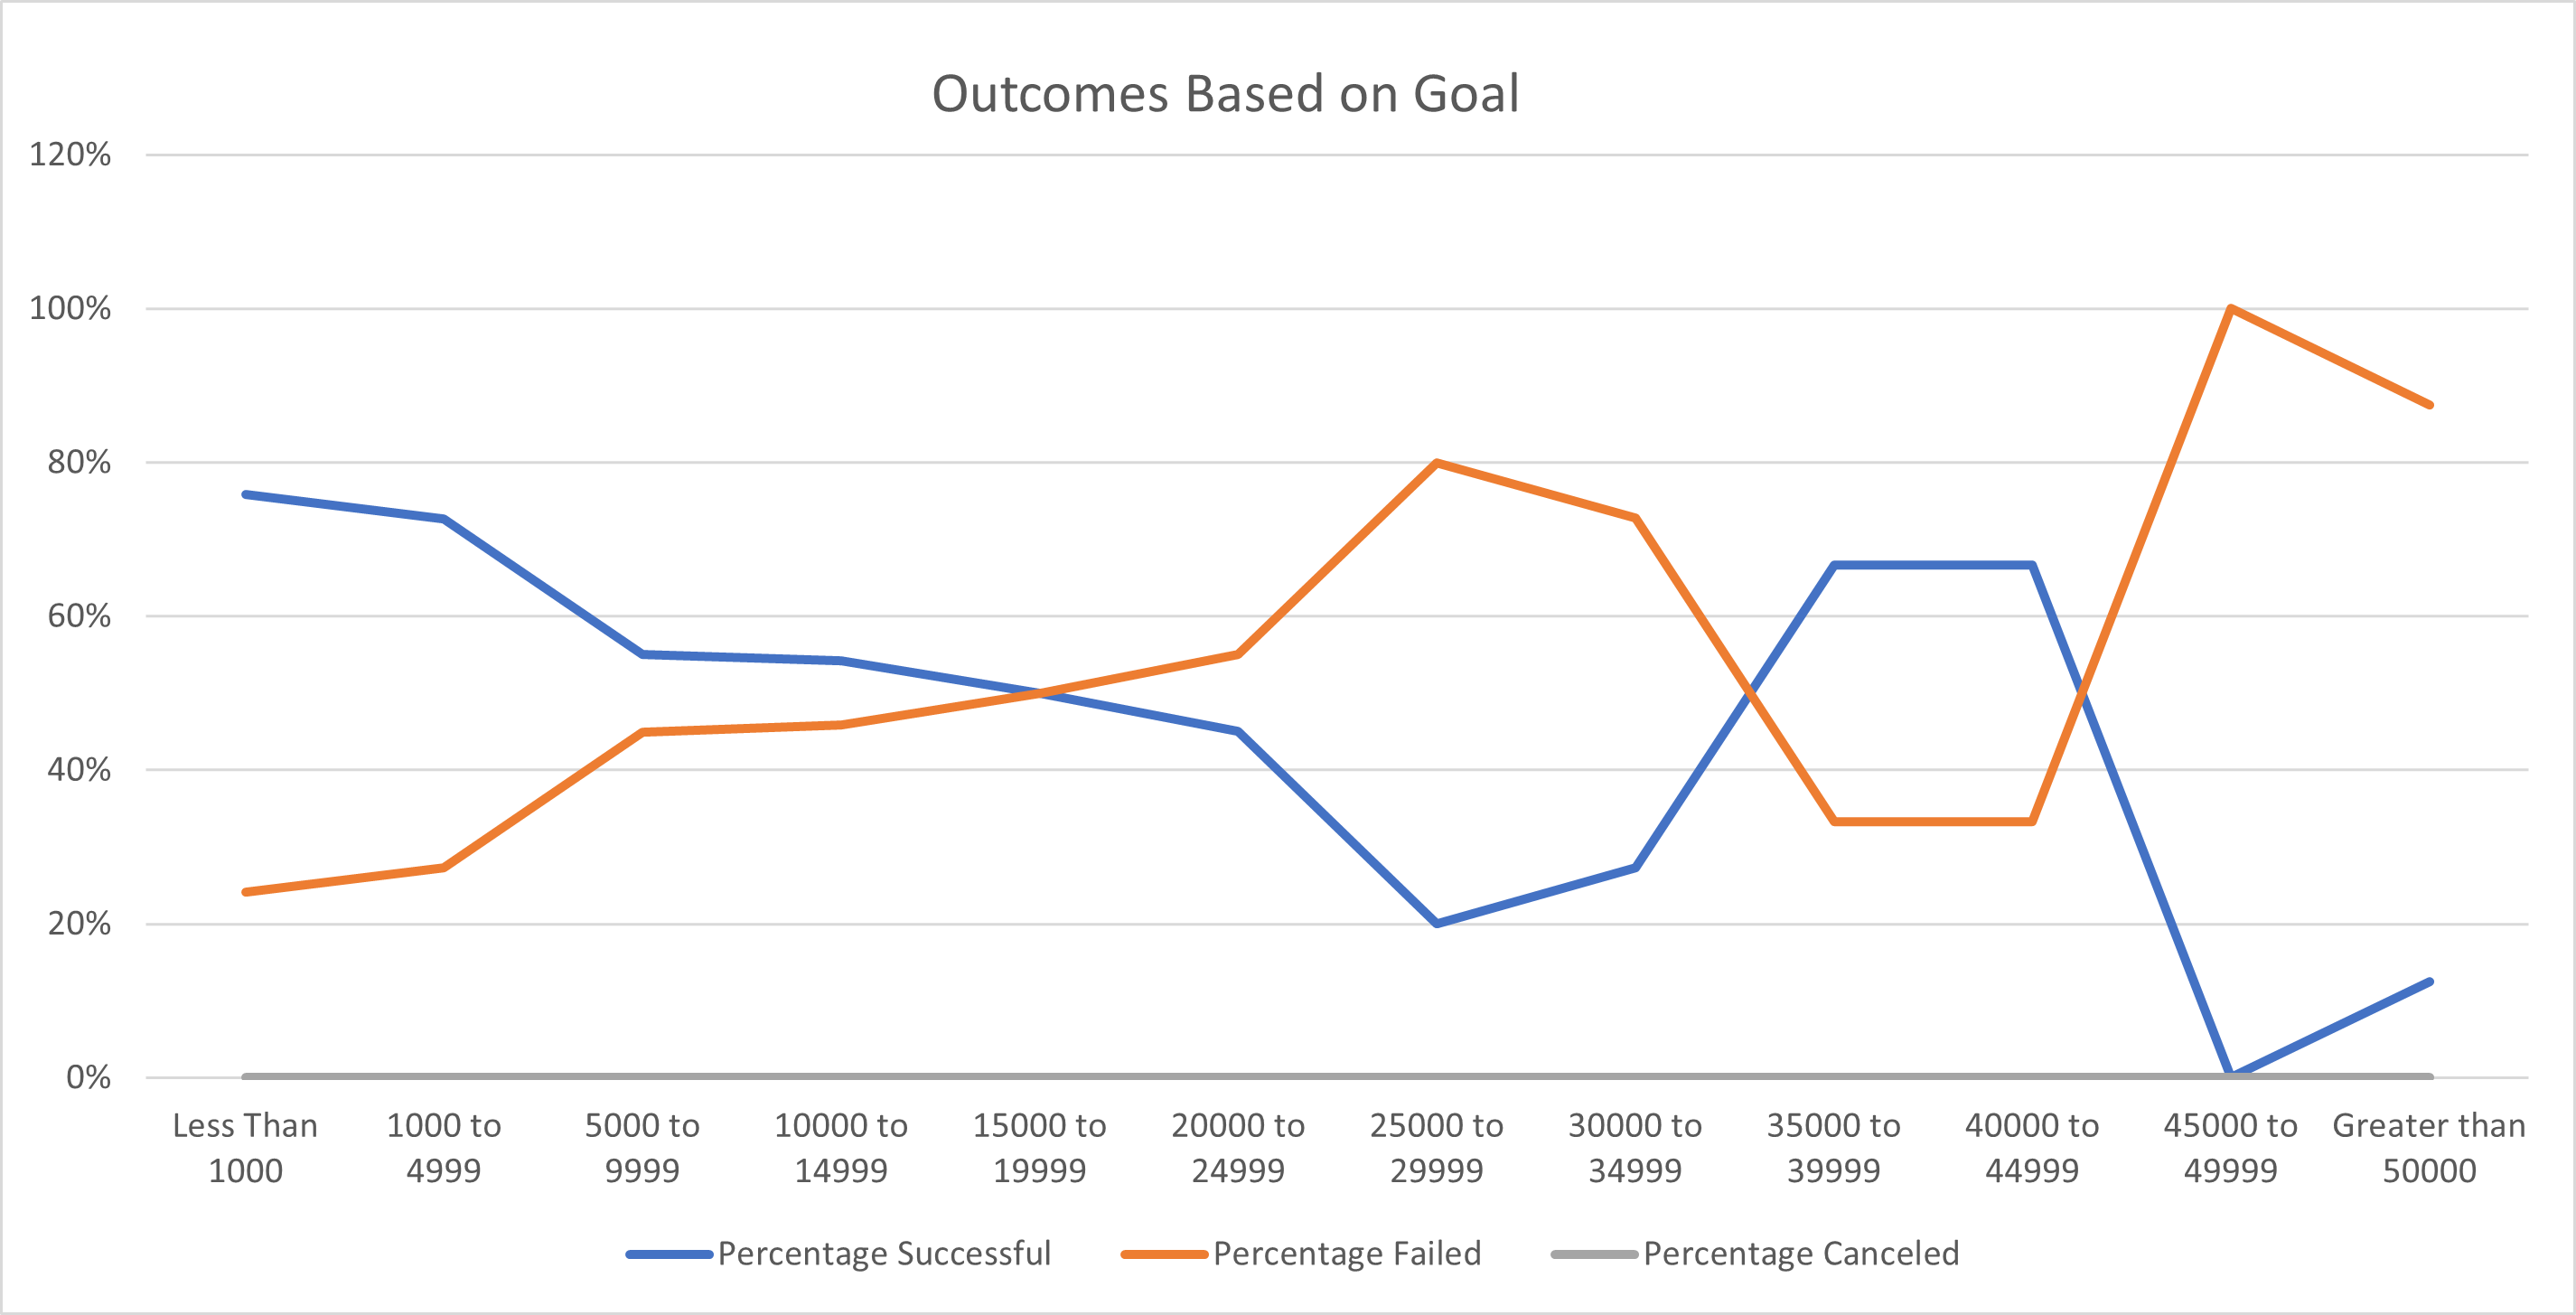 Outcomes Based on Goal
120%
100%
80%
60%
40%
20%
0%
Less Than
1000
1000 to
4999
5000 to
9999
10000 to
14999
15000 to
19999
20000 to
24999
25000 to
29999
30000 to
34999
35000 to
39999
40000 to
44999
45000 to
49999
Greater than
50000
Percentage Successful
Percentage Failed
Percentage Canceled